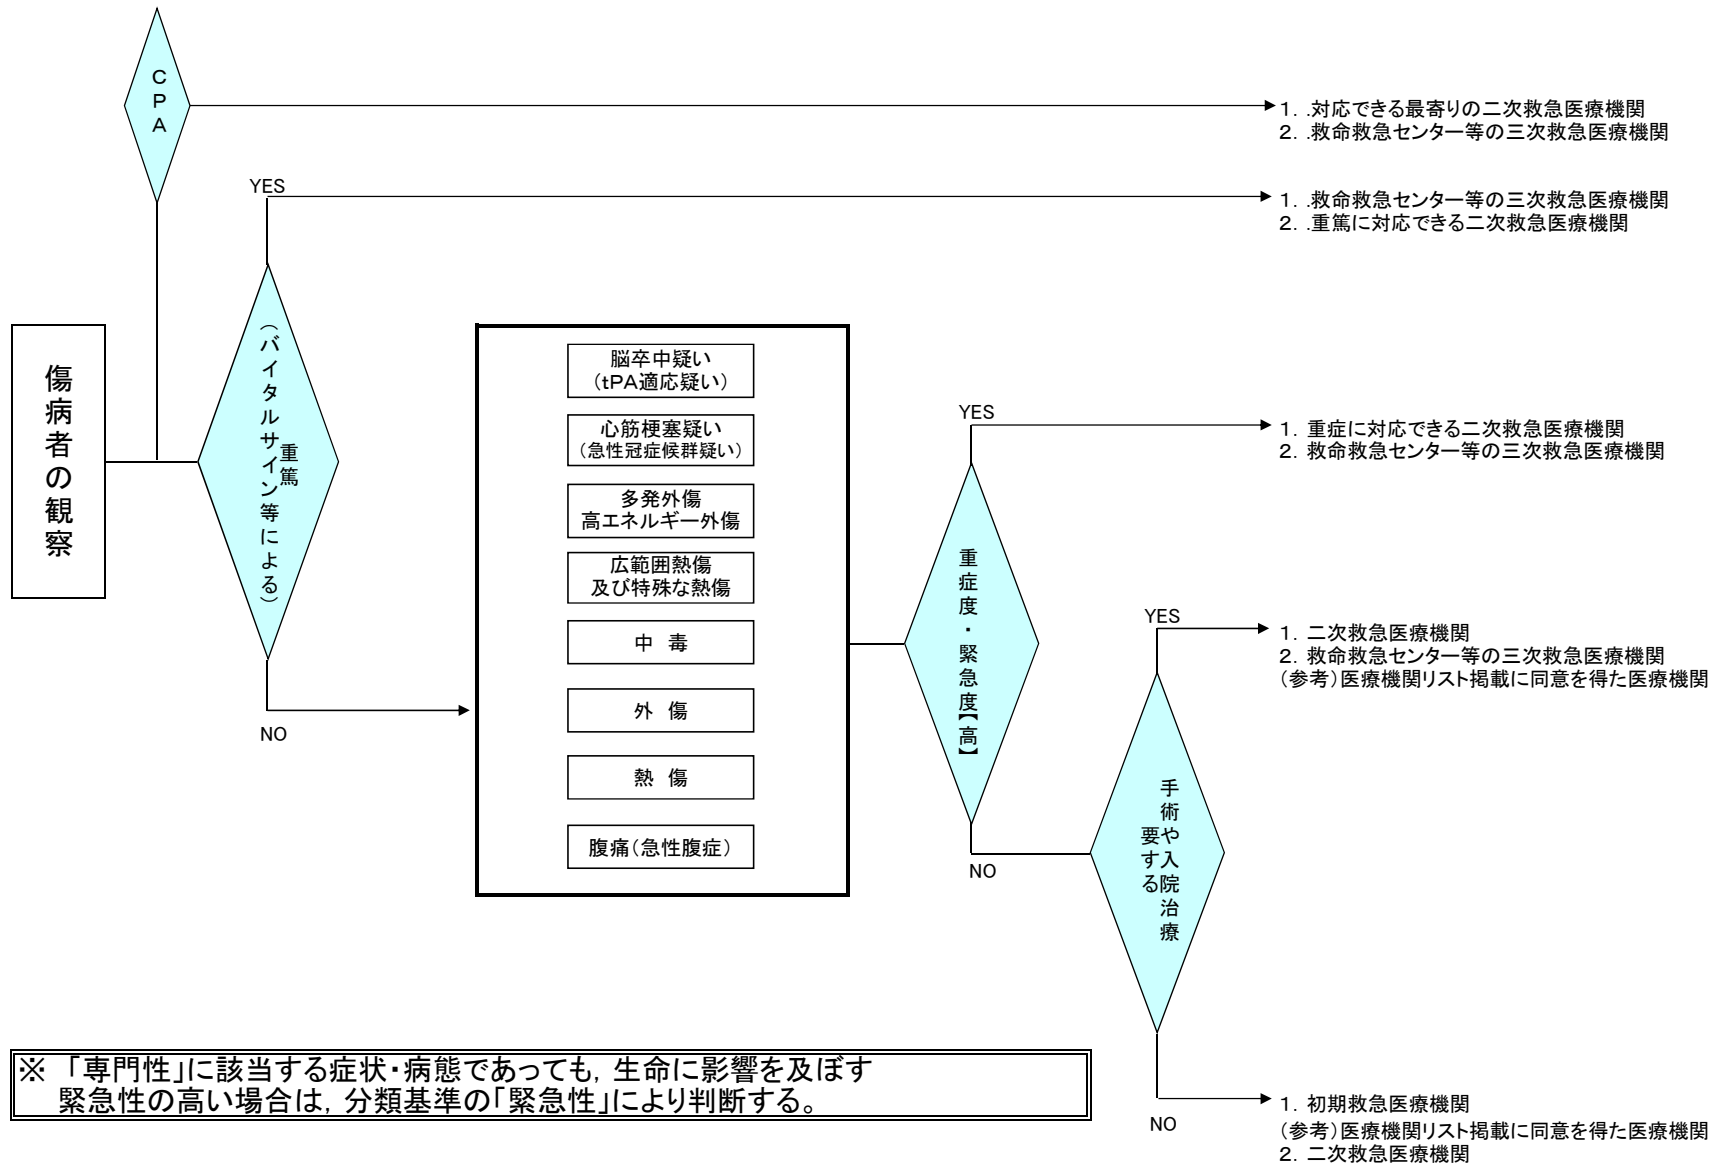 CPA
1．.対応できる最寄りの二次救急医療機関
2．.救命救急センター等の三次救急医療機関
YES
1．.救命救急センター等の三次救急医療機関
2．.重篤に対応できる二次救急医療機関
傷病者の観察
重篤
（バイタルサイン等による）
NO
脳卒中疑い
（tPA適応疑い）
心筋梗塞疑い
（急性冠症候群疑い）
多発外傷
高エネルギー外傷
広範囲熱傷
及び特殊な熱傷
中　毒
外　傷
熱　傷
腹痛（急性腹症）
重症度・緊急度【高】
YES
1．重症に対応できる二次救急医療機関
2．救命救急センター等の三次救急医療機関
NO
手術や入院治療
要する
YES
1．二次救急医療機関
2．救命救急センター等の三次救急医療機関
（参考）医療機関リスト掲載に同意を得た医療機関
NO
1．初期救急医療機関
（参考）医療機関リスト掲載に同意を得た医療機関
2．二次救急医療機関
※　「専門性」に該当する症状・病態であっても，生命に影響を及ぼす
緊急性の高い場合は，分類基準の「緊急性」により判断する。